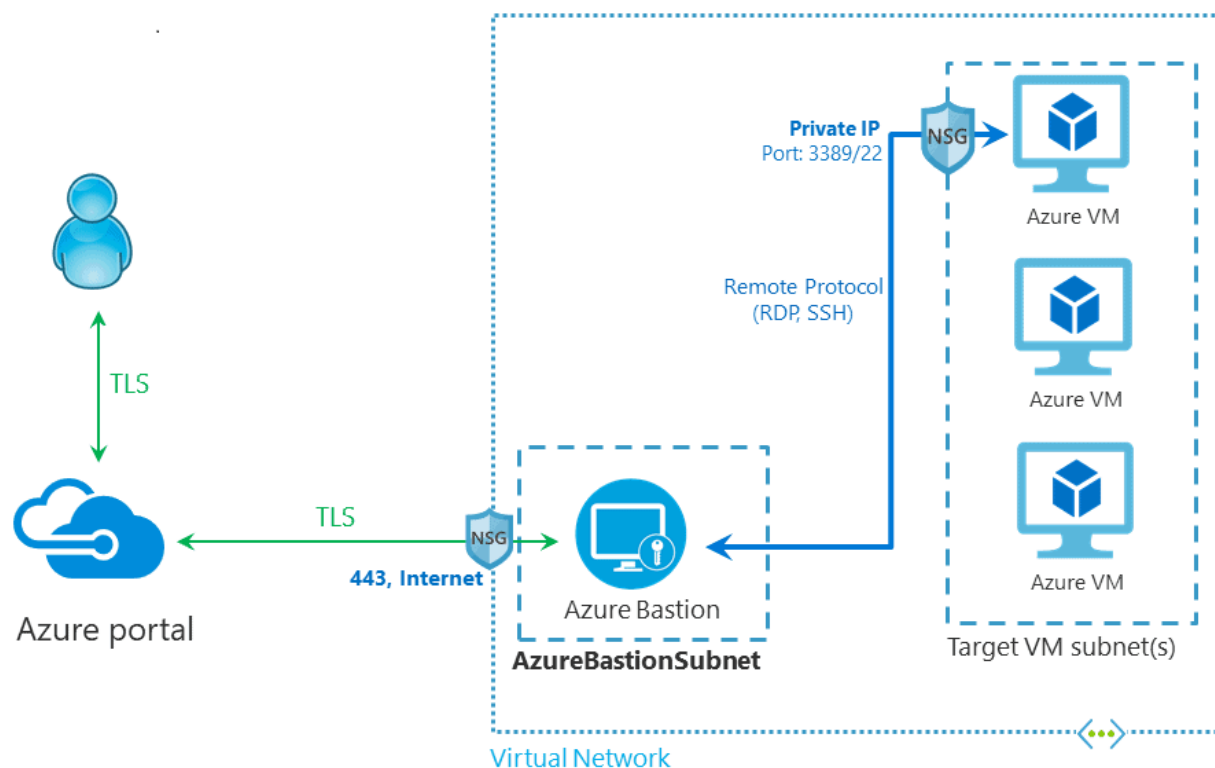 Private IP
Port: 3389/22
NSG
Azure VM
Remote Protocol
(RDP, SSH)
Azure VM
TLS
TLS
NSG
443, Internet
Azure VM
Azure Bastion
Azure portal
AzureBastionSubnet
Target VM subnet(s)
Virtual Network